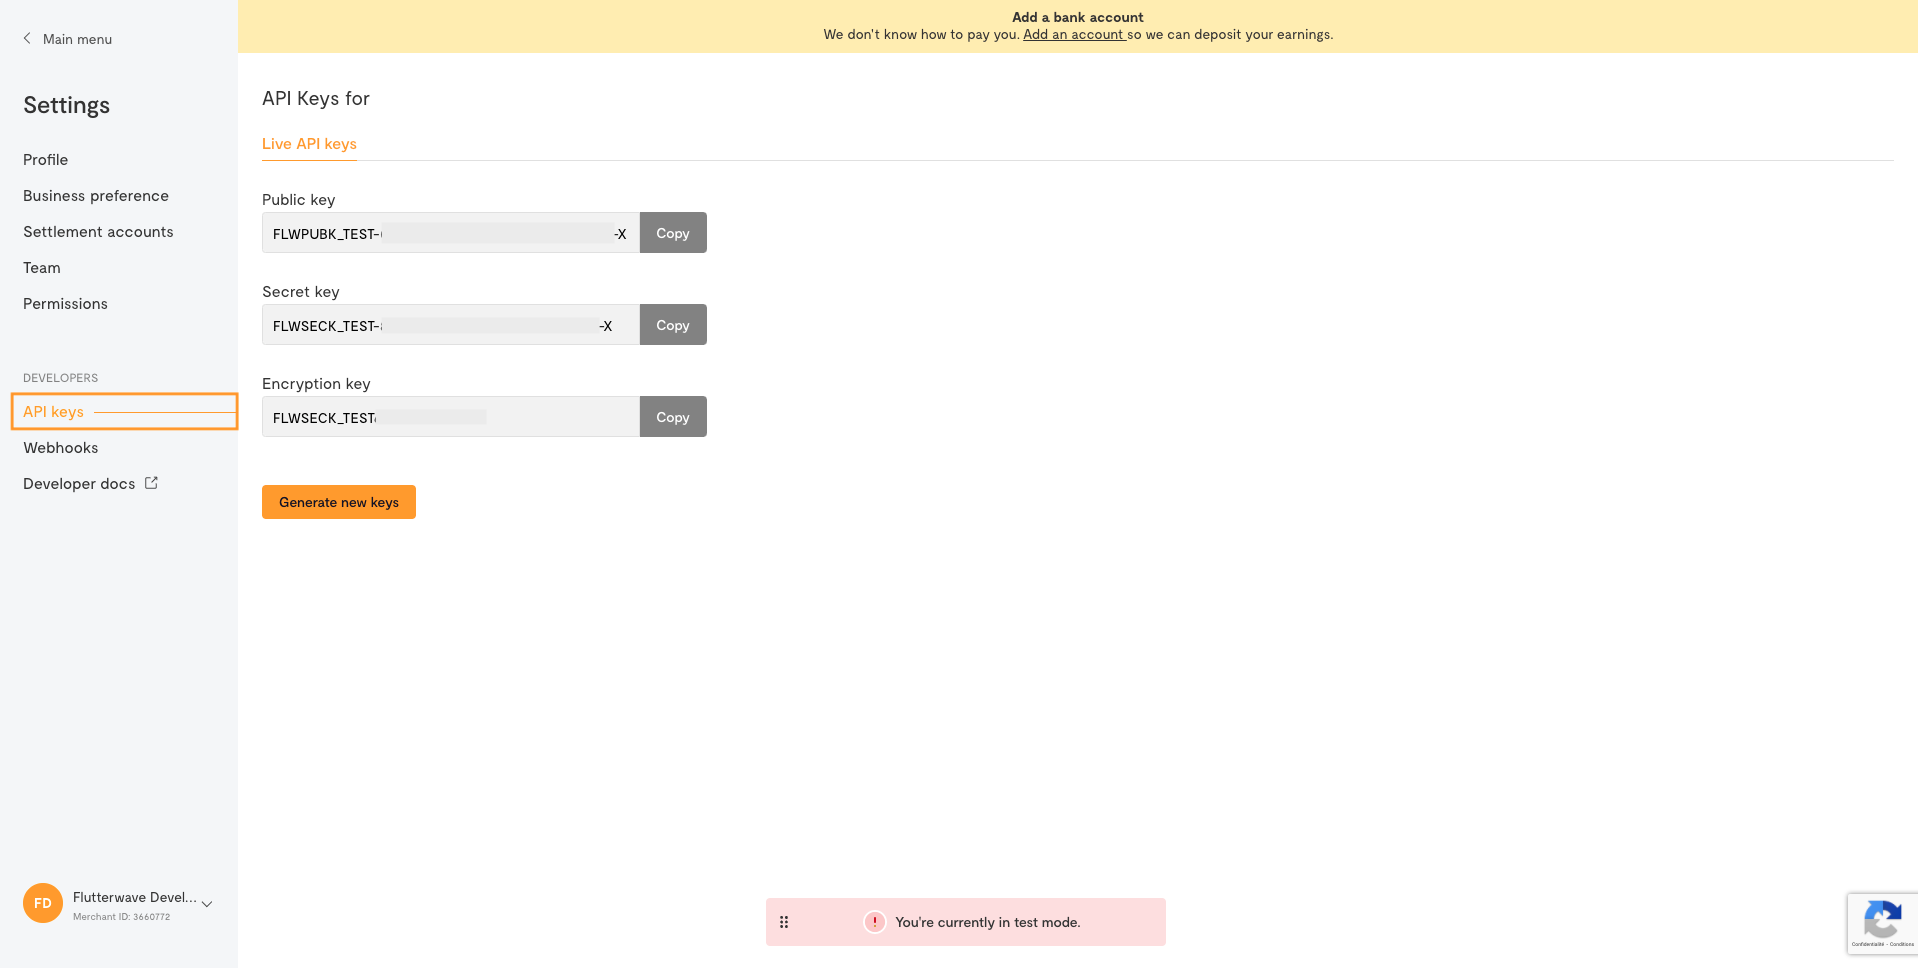 Main menu
Settings
Profile
Business preference
Settlement accounts
Team
Permissions
DEVELOPERS
API keys
Webhooks
Developer docs
FD
Flutterwave Devel...
Merchant ID: 3660772
Add a bank account
We don't know how to pay you. Add an account so we can deposit your earnings.
API Keys for
Live API keys
Public key
FLWPUBK_TEST- -X
Copy
Secret key
FLWSECK_TEST- -X
Copy
Encryption key
FLWSECK_TEST
Copy
Generate new keys
You're currently in test mode.
Confidentialité - Conditions